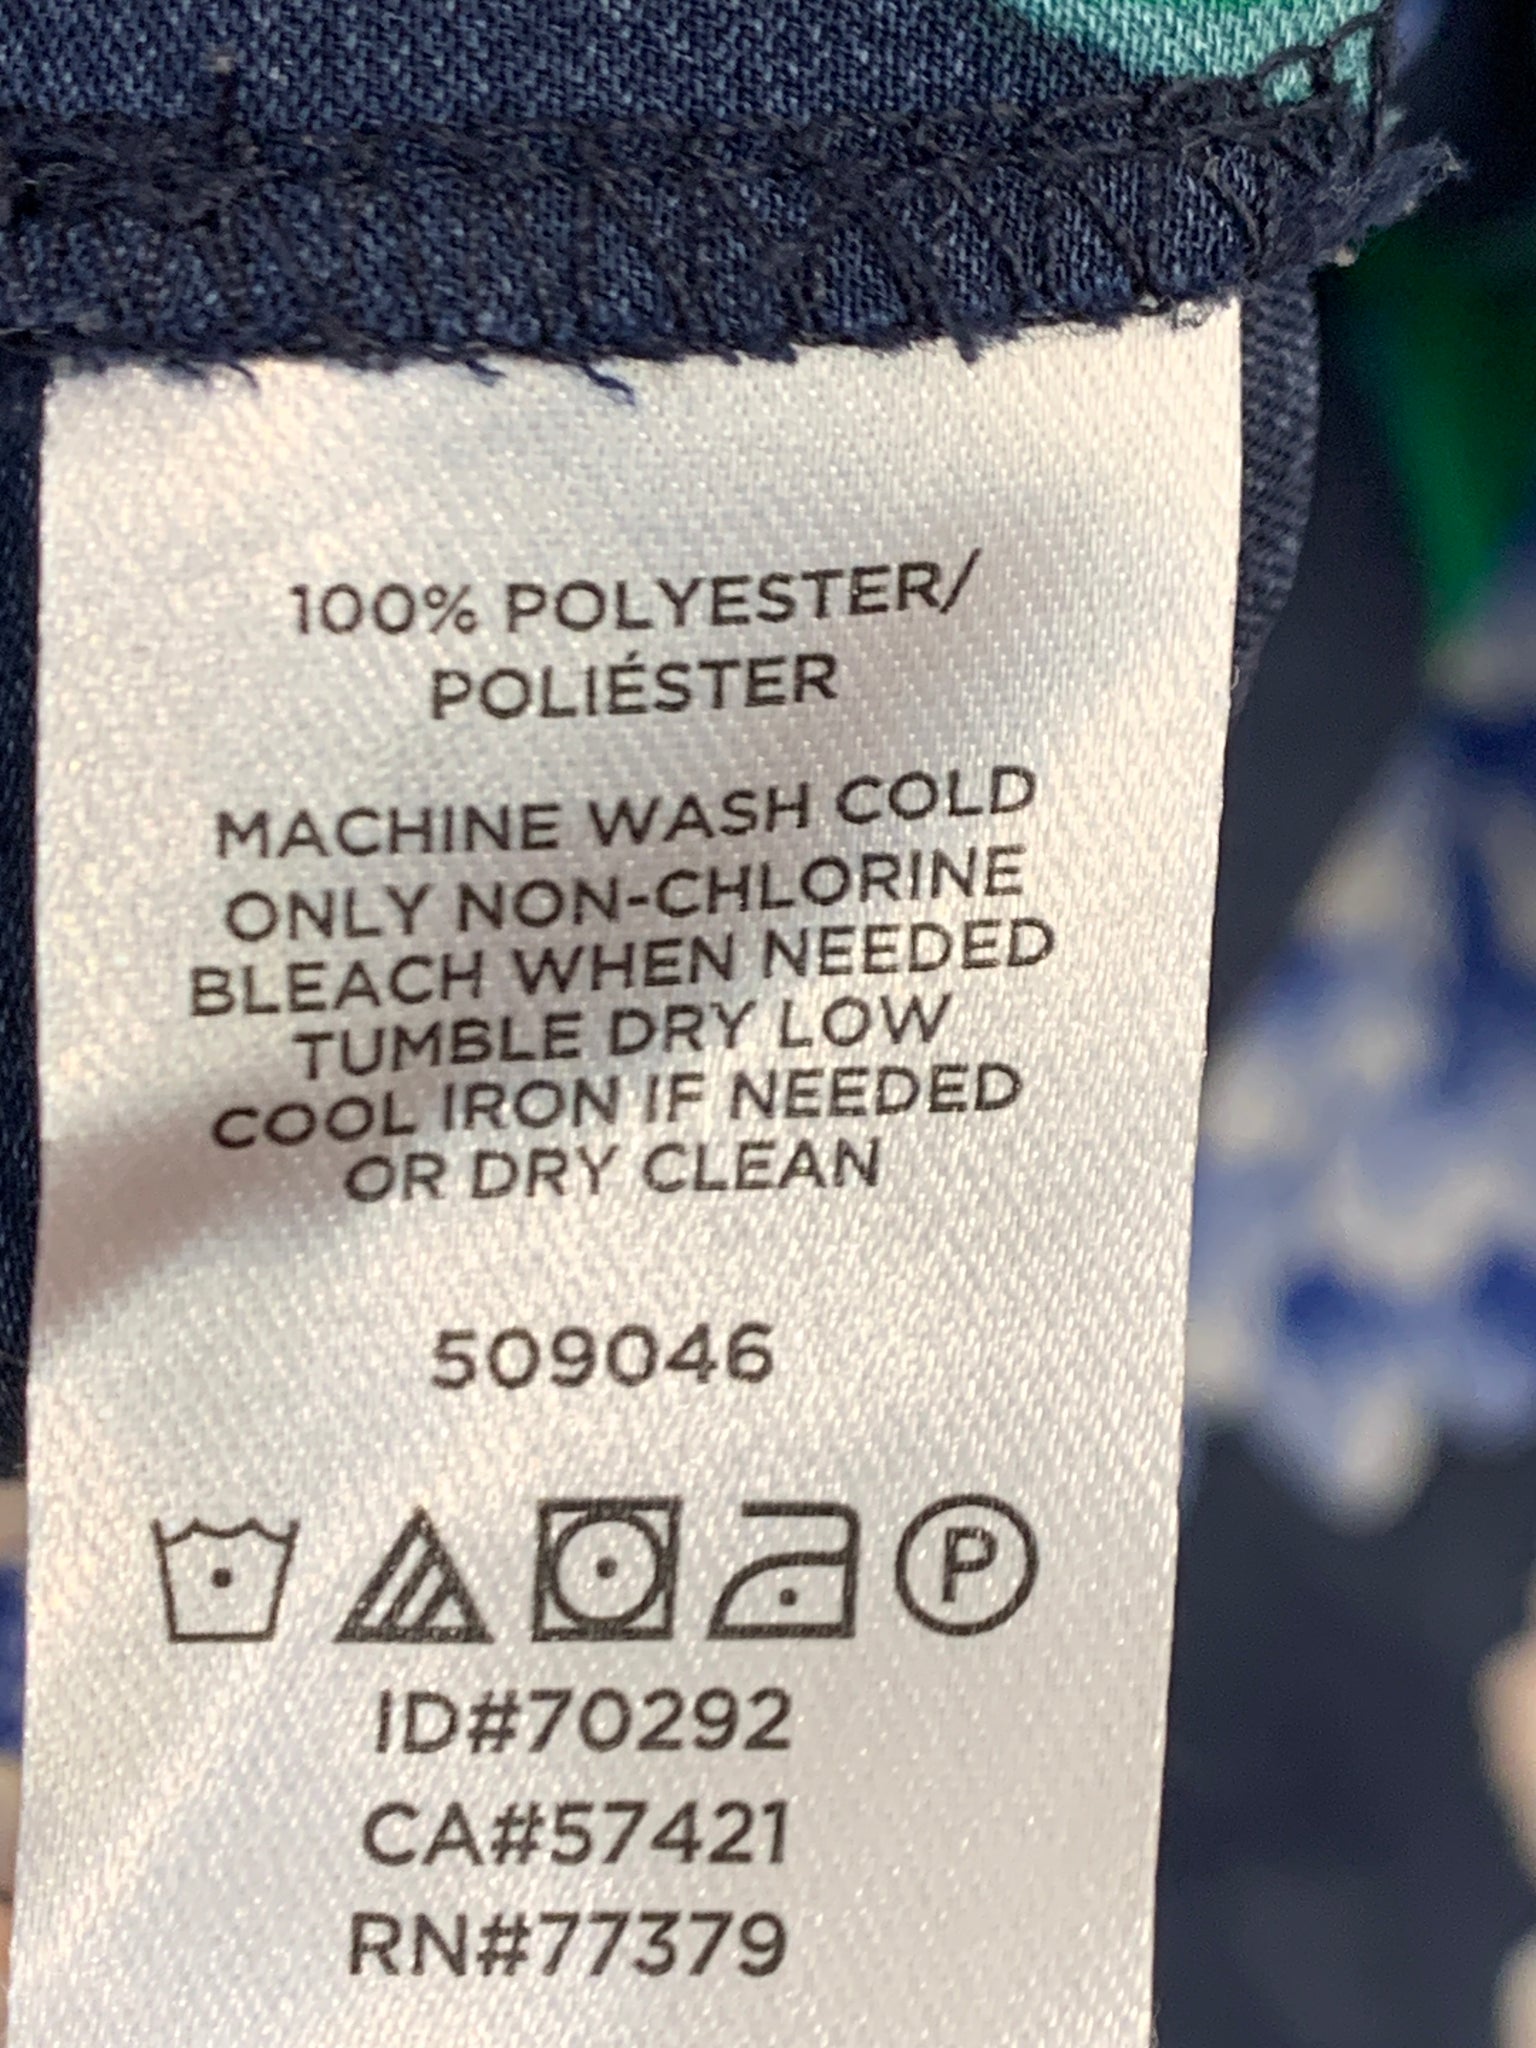 100% POLYESTER/
POLIÉSTER
MACHINE WASH COLD
ONLY NON-CHLORINE
BLEACH WHEN NEEDED
TUMBLE DRY LOW
COOL IRON IF NEEDED
OR DRY CLEAN
509046
P
ID#70292
CA#57421
RN#77379